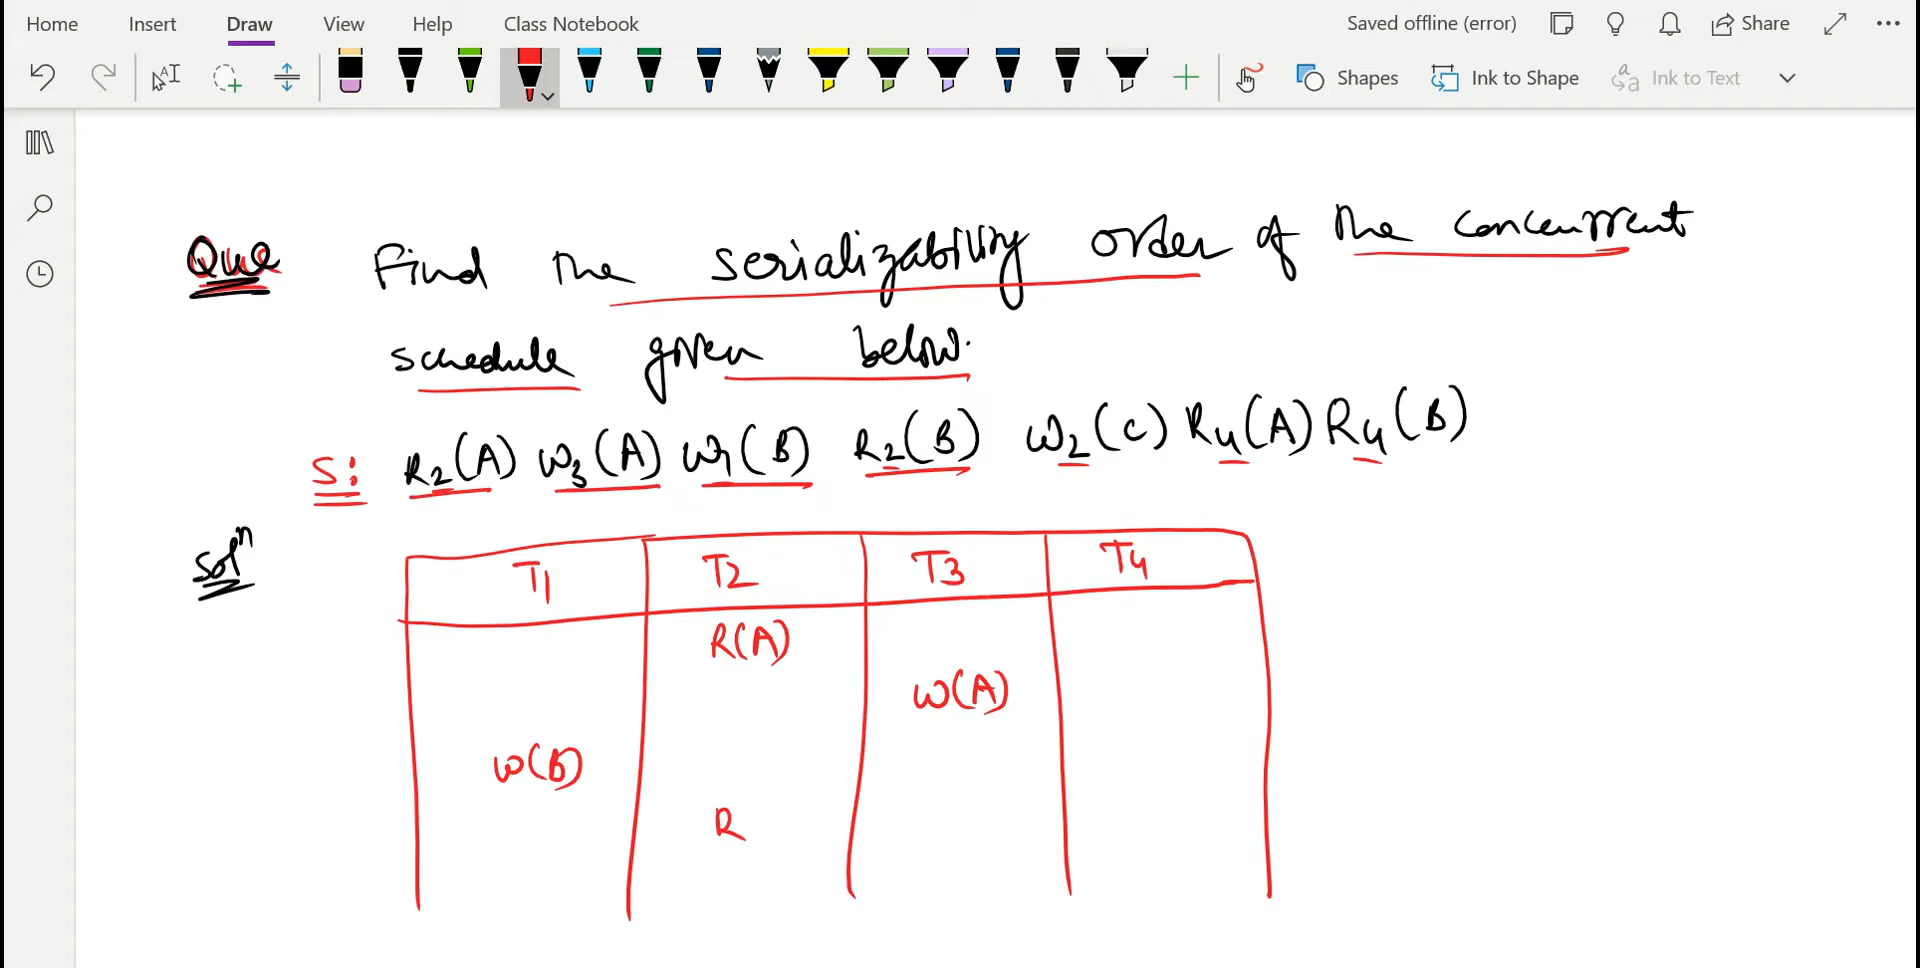 Home Insert Draw View Help Class Notebook Saved offline (error) Share
Shapes Ink to Shape Ink to Text
Que Find the serializability order of the concurrent
schedule given below.
S: R2(A) W3(A) W1(B) R2(B) W2(C) R4(A) R4(B)
Solⁿ
T1 T2 T3 T4
R(A)
W(A)
W(B)
R